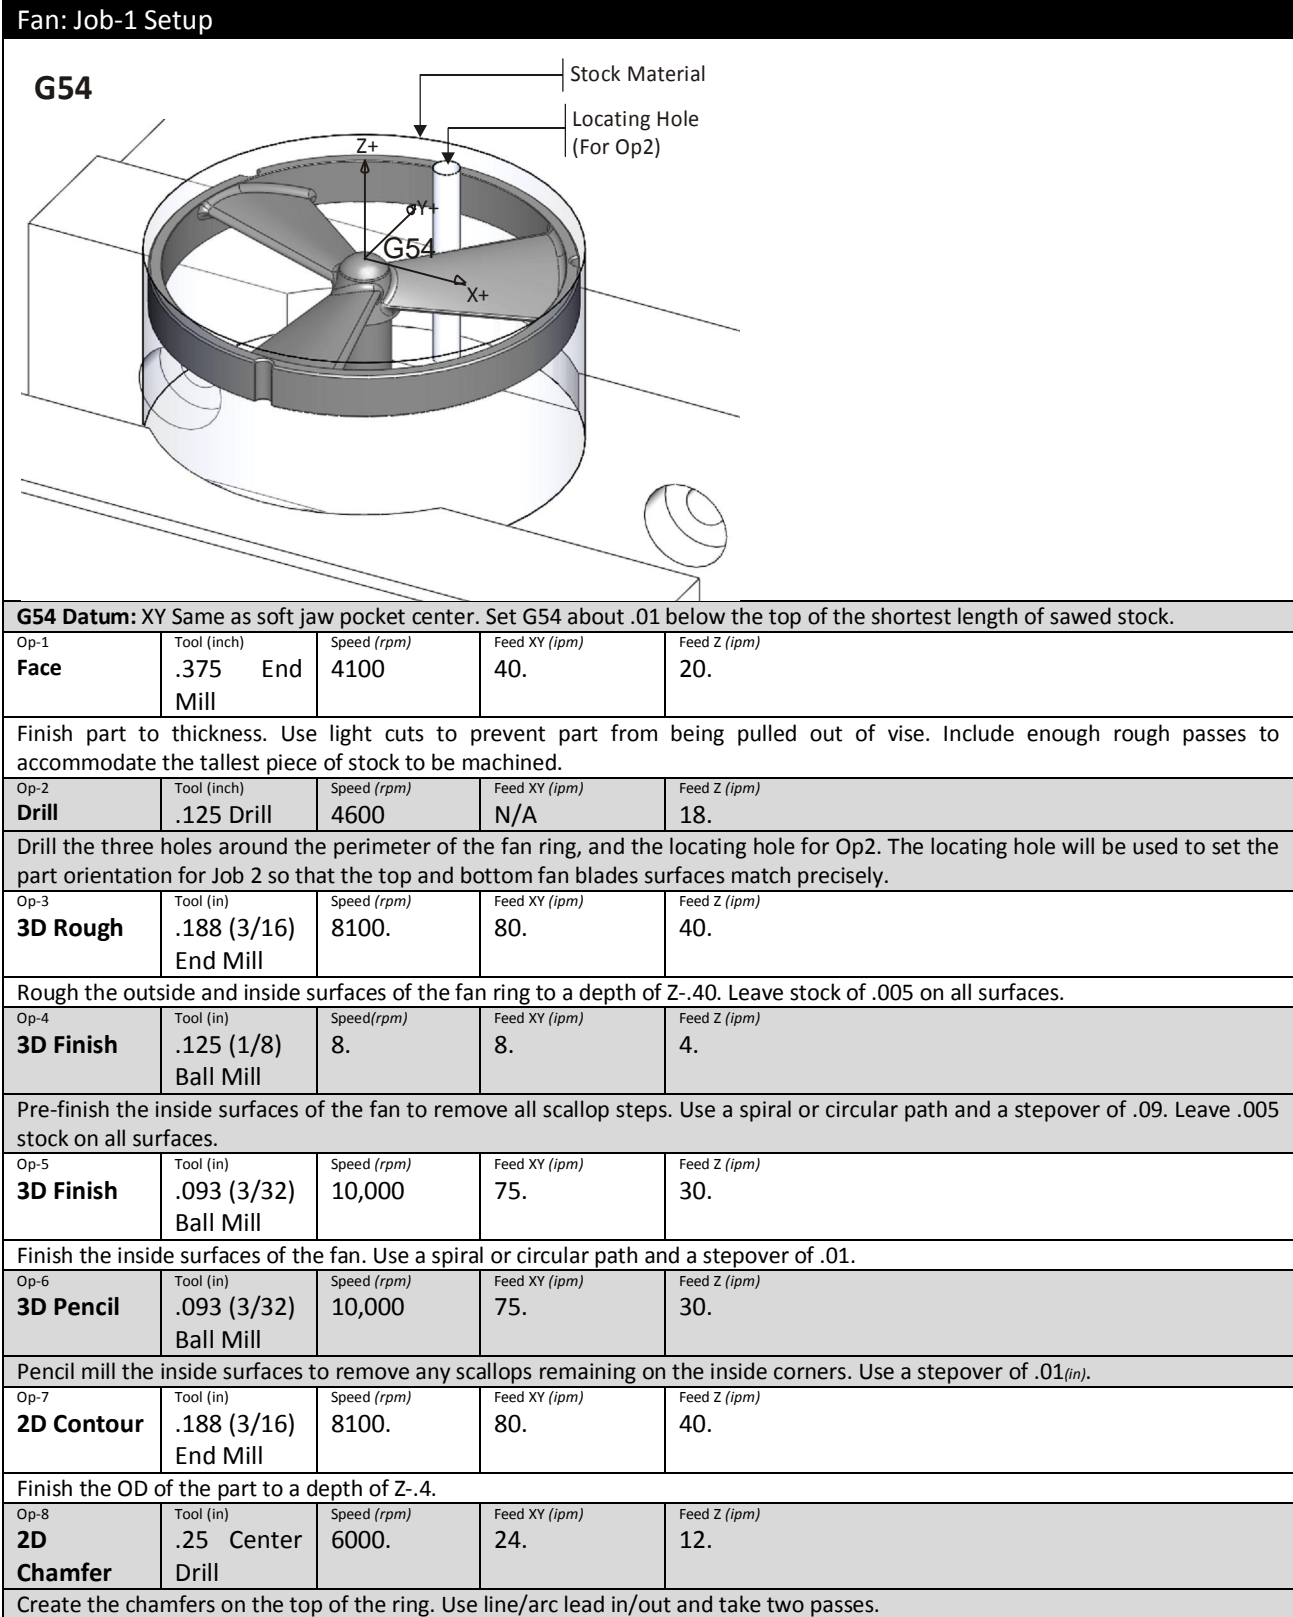 Fan: Job-1 Setup
G54
Stock Material
Locating Hole
(For Op2)
Z+
Y+
G54
X+
G54 Datum: XY Same as soft jaw pocket center. Set G54 about .01 below the top of the shortest length of sawed stock.
Op-1 Tool (inch) Speed (rpm) Feed XY (ipm) Feed Z (ipm)
Face .375 End 4100 40. 20.
Mill
Finish part to thickness. Use light cuts to prevent part from being pulled out of vise. Include enough rough passes to
accommodate the tallest piece of stock to be machined.
Op-2 Tool (inch) Speed (rpm) Feed XY (ipm) Feed Z (ipm)
Drill .125 Drill 4600 N/A 18.
Drill the three holes around the perimeter of the fan ring, and the locating hole for Op2. The locating hole will be used to set the
part orientation for Job 2 so that the top and bottom fan blades surfaces match precisely.
Op-3 Tool (in) Speed (rpm) Feed XY (ipm) Feed Z (ipm)
3D Rough .188 (3/16) 8100. 80. 40.
End Mill
Rough the outside and inside surfaces of the fan ring to a depth of Z-.40. Leave stock of .005 on all surfaces.
Op-4 Tool (in) Speed(rpm) Feed XY (ipm) Feed Z (ipm)
3D Finish .125 (1/8) 8. 8. 4.
Ball Mill
Pre-finish the inside surfaces of the fan to remove all scallop steps. Use a spiral or circular path and a stepover of .09. Leave .005
stock on all surfaces.
Op-5 Tool (in) Speed (rpm) Feed XY (ipm) Feed Z (ipm)
3D Finish .093 (3/32) 10,000 75. 30.
Ball Mill
Finish the inside surfaces of the fan. Use a spiral or circular path and a stepover of .01.
Op-6 Tool (in) Speed (rpm) Feed XY (ipm) Feed Z (ipm)
3D Pencil .093 (3/32) 10,000 75. 30.
Ball Mill
Pencil mill the inside surfaces to remove any scallops remaining on the inside corners. Use a stepover of .01(in).
Op-7 Tool (in) Speed (rpm) Feed XY (ipm) Feed Z (ipm)
2D Contour .188 (3/16) 8100. 80. 40.
End Mill
Finish the OD of the part to a depth of Z-.4.
Op-8 Tool (in) Speed (rpm) Feed XY (ipm) Feed Z (ipm)
2D .25 Center 6000. 24. 12.
Chamfer Drill
Create the chamfers on the top of the ring. Use line/arc lead in/out and take two passes.